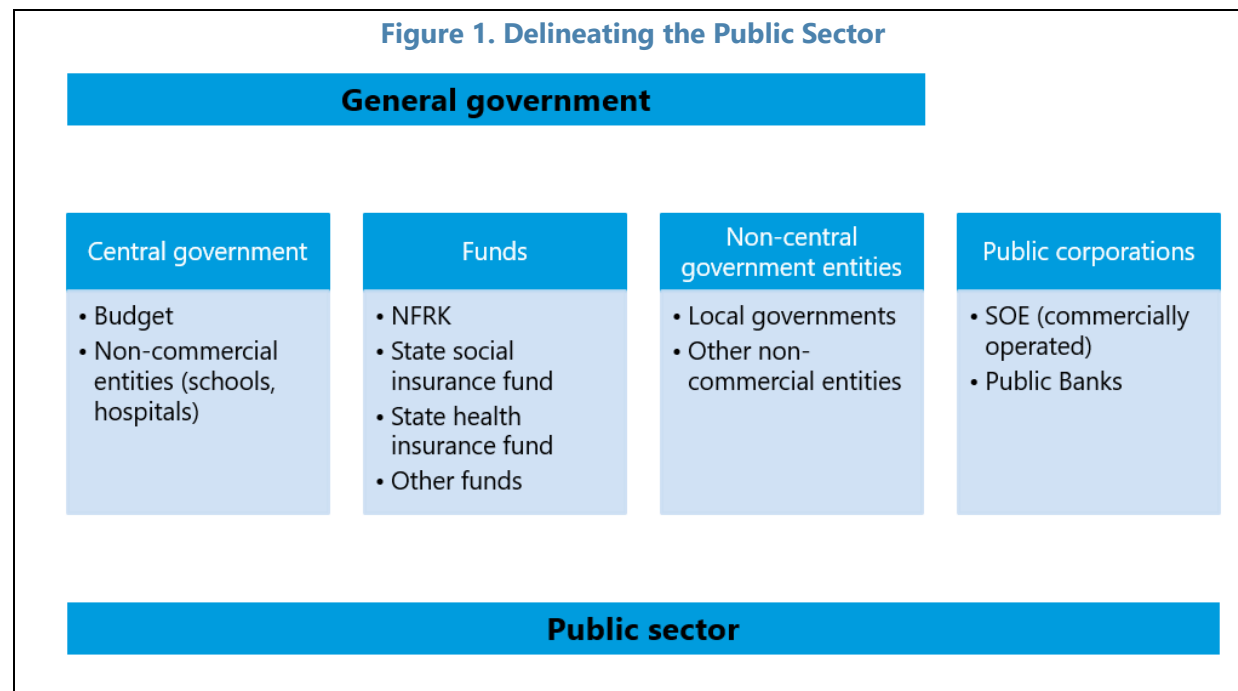 Figure 1. Delineating the Public Sector
General government
Central government
• Budget
• Non-commercial
entities (schools,
hospitals)
Funds
• NFRK
• State social
insurance fund
• State health
insurance fund
• Other funds
Non-central
government entities
• Local governments
• Other non-
commercial entities
Public corporations
• SOE (commercially
operated)
• Public Banks
Public sector